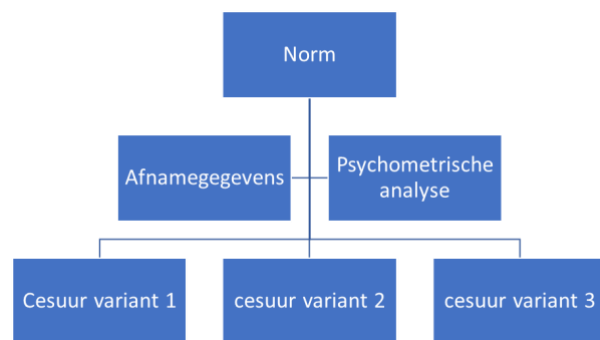 Norm
Afnamegegevens
Psychometrische
analyse
Cesuur variant 1
cesuur variant 2
cesuur variant 3